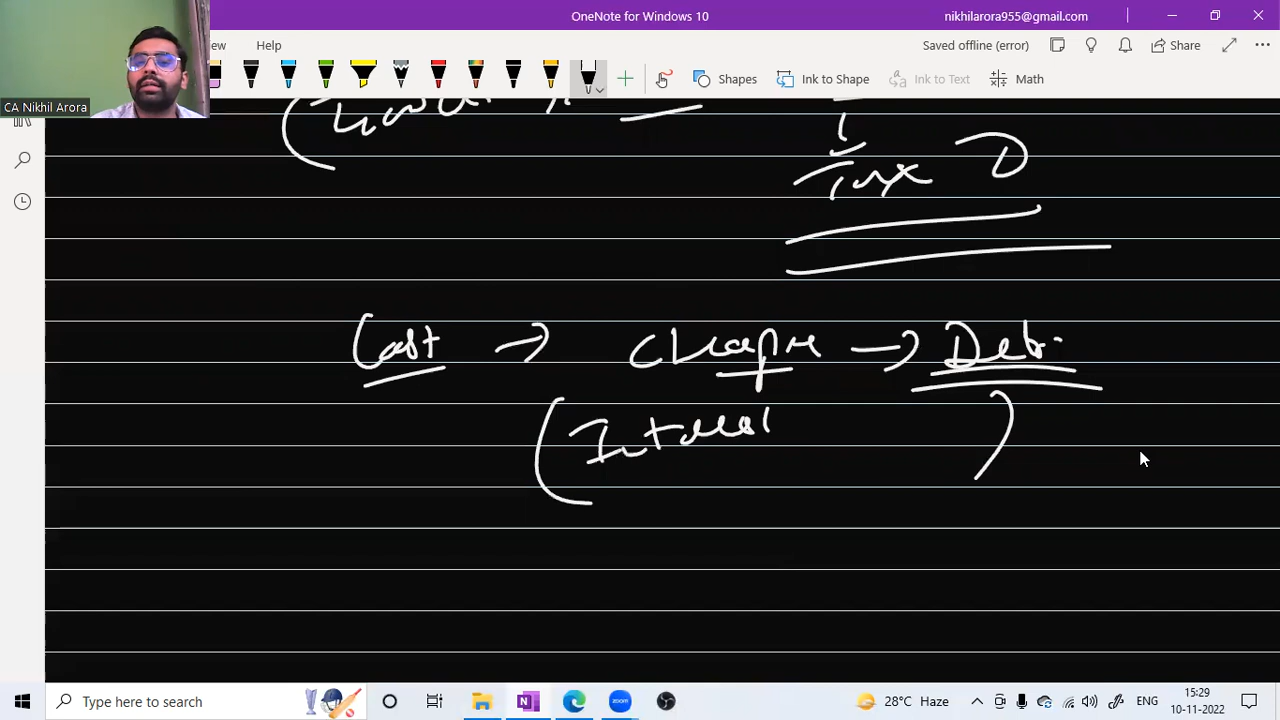 OneNote for Windows 10
nikhilarora955@gmail.com
Help
Saved offline (error)
Share
Shapes
Ink to Shape
Ink to Text
Math
CA Nikhil Arora
Tax D
Cost → Cheaper → Debt
(Interest )
Type here to search
28°C Haze
ENG
15:29
10-11-2022